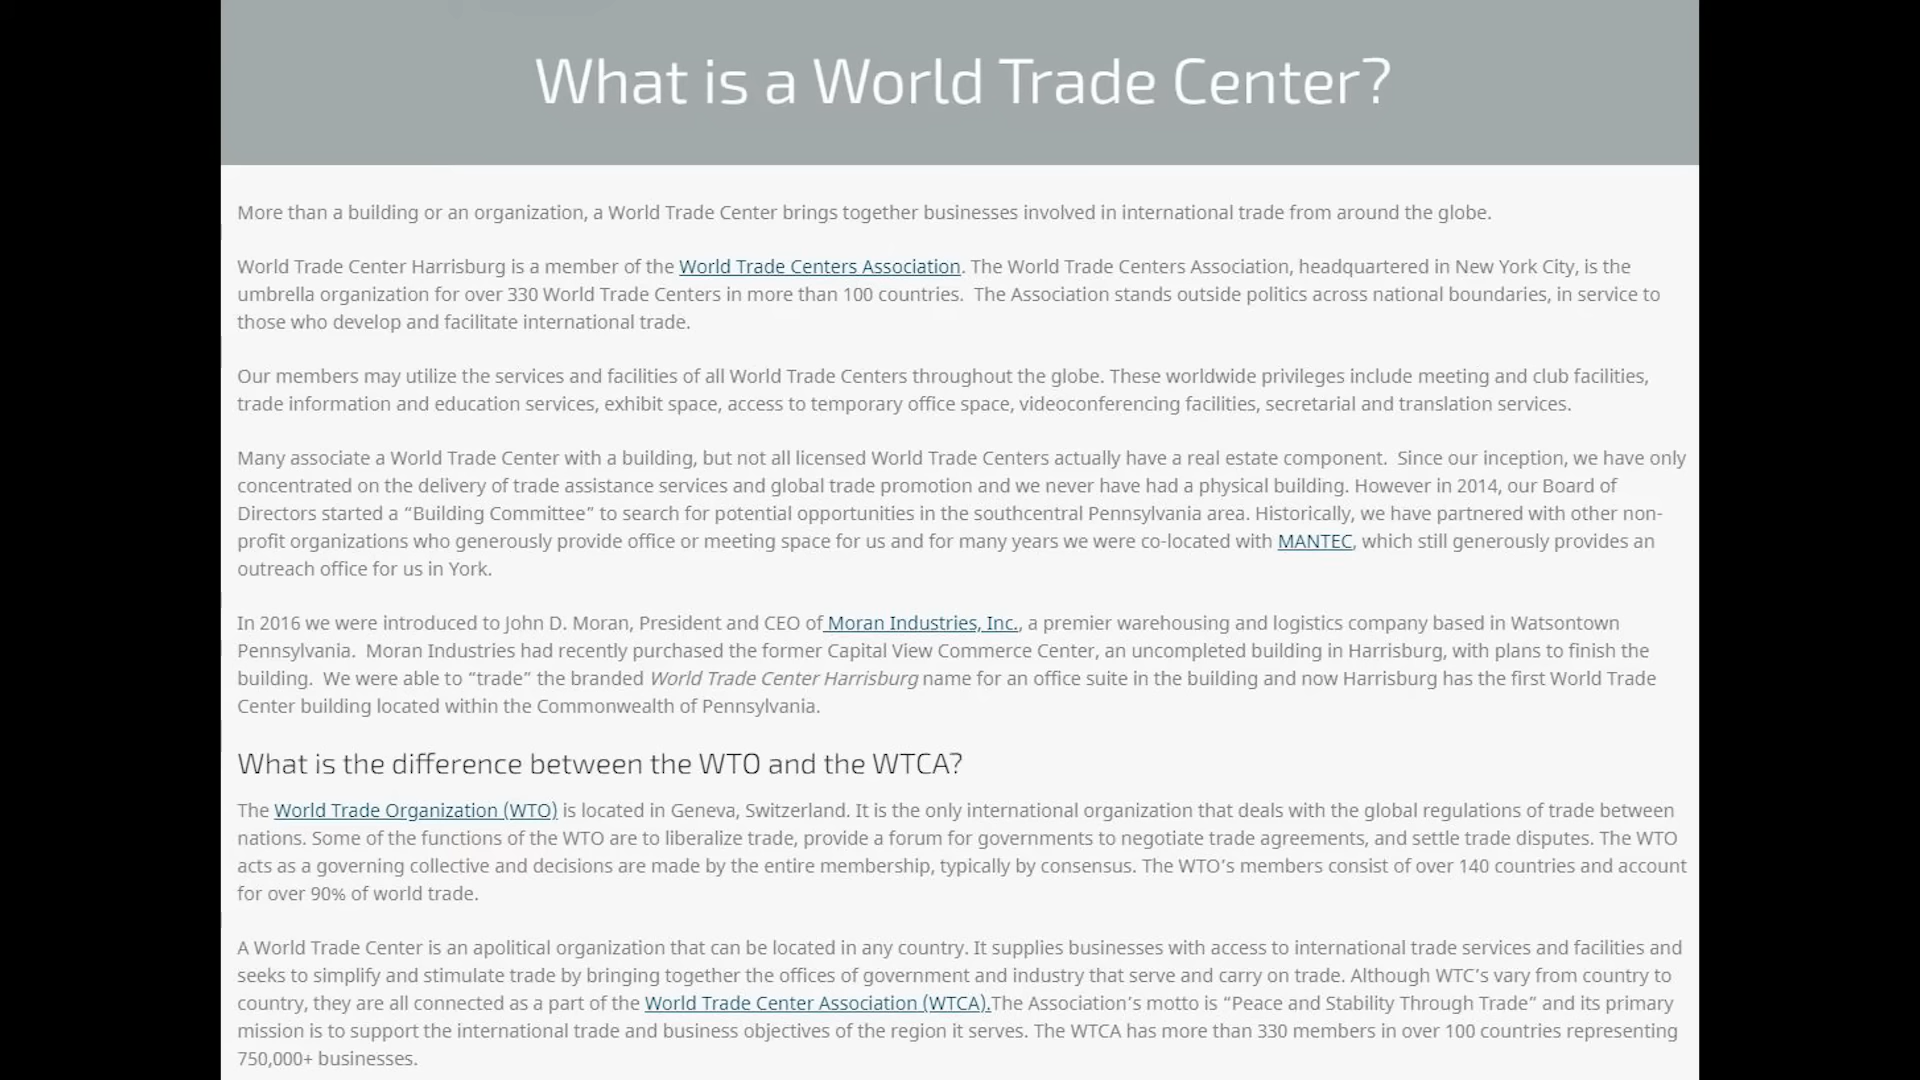 What is a World Trade Center?
More than a building or an organization, a World Trade Center brings together businesses involved in international trade from around the globe.
World Trade Center Harrisburg is a member of the World Trade Centers Association. The World Trade Centers Association, headquartered in New York City, is the
umbrella organization for over 330 World Trade Centers in more than 100 countries.  The Association stands outside politics across national boundaries, in service to
those who develop and facilitate international trade.
Our members may utilize the services and facilities of all World Trade Centers throughout the globe. These worldwide privileges include meeting and club facilities,
trade information and education services, exhibit space, access to temporary office space, videoconferencing facilities, secretarial and translation services.
Many associate a World Trade Center with a building, but not all licensed World Trade Centers actually have a real estate component.  Since our inception, we have only
concentrated on the delivery of trade assistance services and global trade promotion and we never have had a physical building. However in 2014, our Board of
Directors started a “Building Committee” to search for potential opportunities in the southcentral Pennsylvania area. Historically, we have partnered with other non-
profit organizations who generously provide office or meeting space for us and for many years we were co-located with MANTEC, which still generously provides an
outreach office for us in York.
In 2016 we were introduced to John D. Moran, President and CEO of Moran Industries, Inc., a premier warehousing and logistics company based in Watsontown
Pennsylvania.  Moran Industries had recently purchased the former Capital View Commerce Center, an uncompleted building in Harrisburg, with plans to finish the
building.  We were able to “trade” the branded World Trade Center Harrisburg name for an office suite in the building and now Harrisburg has the first World Trade
Center building located within the Commonwealth of Pennsylvania.
What is the difference between the WTO and the WTCA?
The World Trade Organization (WTO) is located in Geneva, Switzerland. It is the only international organization that deals with the global regulations of trade between
nations. Some of the functions of the WTO are to liberalize trade, provide a forum for governments to negotiate trade agreements, and settle trade disputes. The WTO
acts as a governing collective and decisions are made by the entire membership, typically by consensus. The WTO’s members consist of over 140 countries and account
for over 90% of world trade.
A World Trade Center is an apolitical organization that can be located in any country. It supplies businesses with access to international trade services and facilities and
seeks to simplify and stimulate trade by bringing together the offices of government and industry that serve and carry on trade. Although WTC’s vary from country to
country, they are all connected as a part of the World Trade Center Association (WTCA).The Association’s motto is “Peace and Stability Through Trade” and its primary
mission is to support the international trade and business objectives of the region it serves. The WTCA has more than 330 members in over 100 countries representing
750,000+ businesses.